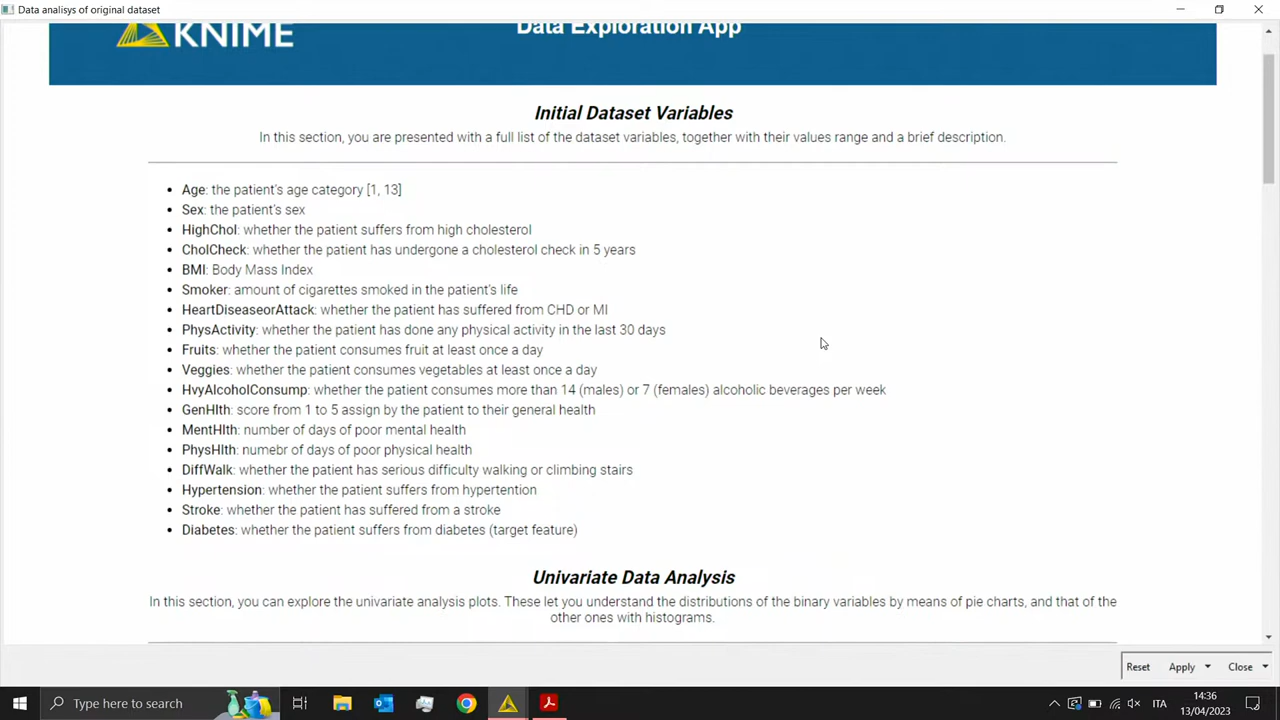 Data analisys of original dataset
KNIME
Data Exploration App
Initial Dataset Variables
In this section, you are presented with a full list of the dataset variables, together with their values range and a brief description.
• Age: the patient's age category [1, 13]
• Sex: the patient's sex
• HighChol: whether the patient suffers from high cholesterol
• CholCheck: whether the patient has undergone a cholesterol check in 5 years
• BMI: Body Mass Index
• Smoker: amount of cigarettes smoked in the patient's life
• HeartDiseaseorAttack: whether the patient has suffered from CHD or MI
• PhysActivity: whether the patient has done any physical activity in the last 30 days
• Fruits: whether the patient consumes fruit at least once a day
• Veggies: whether the patient consumes vegetables at least once a day
• HvyAlcoholConsump: whether the patient consumes more than 14 (males) or 7 (females) alcoholic beverages per week
• GenHlth: score from 1 to 5 assign by the patient to their general health
• MentHlth: number of days of poor mental health
• PhysHlth: numebr of days of poor physical health
• DiffWalk: whether the patient has serious difficulty walking or climbing stairs
• Hypertension: whether the patient suffers from hypertention
• Stroke: whether the patient has suffered from a stroke
• Diabetes: whether the patient suffers from diabetes (target feature)
Univariate Data Analysis
In this section, you can explore the univariate analysis plots. These let you understand the distributions of the binary variables by means of pie charts, and that of the
other ones with histograms.
Reset Apply Close
Type here to search
ITA
14:36
13/04/2023